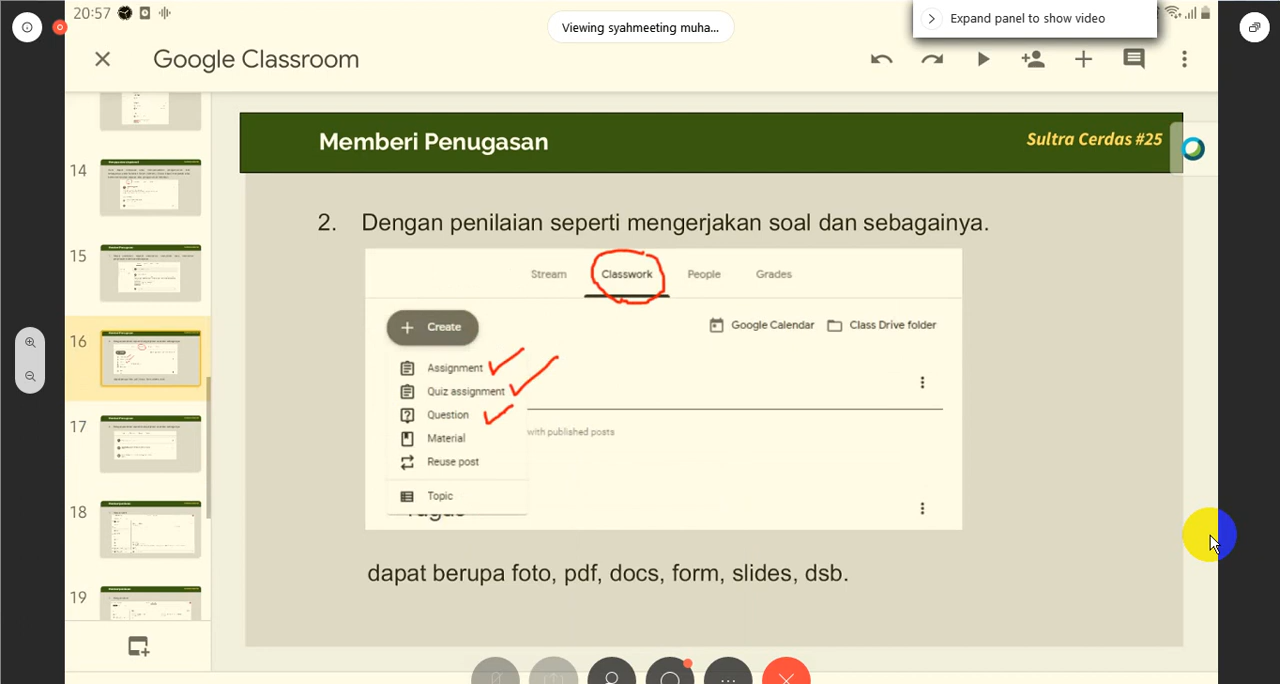 20:57
Viewing syahmeeting muha...
Expand panel to show video
Google Classroom
14
15
16
17
18
19
Memberi Penugasan
Sultra Cerdas #25
2. Dengan penilaian seperti mengerjakan soal dan sebagainya.
Stream Classwork People Grades
+ Create
Google Calendar Class Drive folder
Assignment
Quiz assignment
Question
with published posts
Material
Reuse post
Topic
Tugas
dapat berupa foto, pdf, docs, form, slides, dsb.